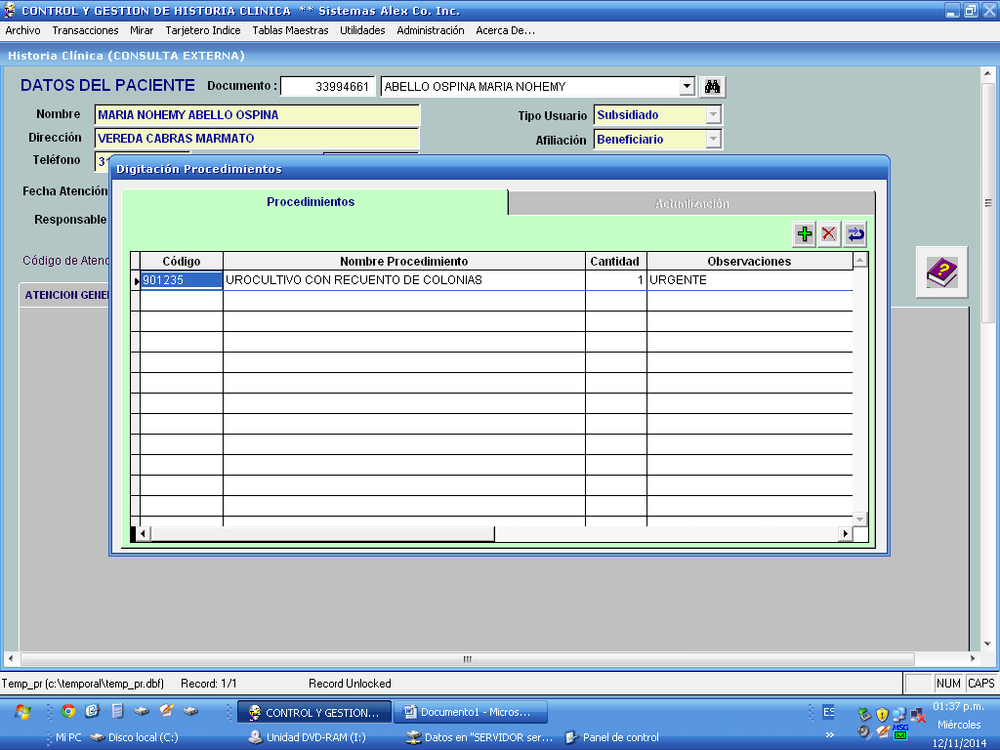 CONTROL Y GESTION DE HISTORIA CLINICA ** Sistemas Alex Co. Inc.
Archivo Transacciones Mirar Tarjetero Indice Tablas Maestras Utilidades Administración Acerca De...
Historia Clínica (CONSULTA EXTERNA)
DATOS DEL PACIENTE Documento : 33994661 ABELLO OSPINA MARIA NOHEMY
Nombre MARIA NOHEMY ABELLO OSPINA Tipo Usuario Subsidiado
Dirección VEREDA CABRAS MARMATO Afiliación Beneficiario
Teléfono 31
Digitación Procedimientos
Fecha Atención
Procedimientos Actualización
Responsable
Código de Atenc
Código Nombre Procedimiento Cantidad Observaciones
901235 UROCULTIVO CON RECUENTO DE COLONIAS 1 URGENTE
ATENCION GENE
Temp_pr (c:\temporal\temp_pr.dbf) Record: 1/1 Record Unlocked NUM CAPS
CONTROL Y GESTION... Documento1 - Micros... ES 01:37 p.m.
Mi PC Disco local (C:) Unidad DVD-RAM (I:) Datos en "SERVIDOR ser... Panel de control MSG Miércoles
12/11/2014